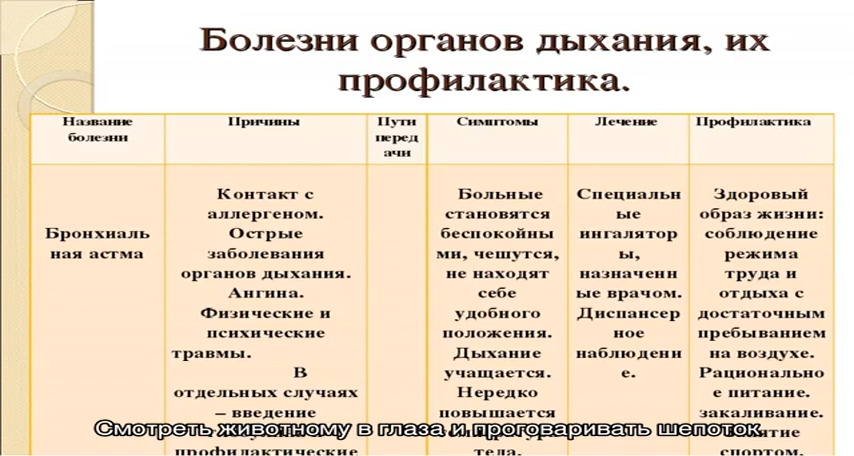 Болезни органов дыхания, их
профилактика.
Название
болезни
Причины
Пути
перед
ачи
Симптомы
Лечение
Профилактика
Бронхиаль
ная астма
Контакт с
аллергеном.
Острые
заболевания
органов дыхания.
Ангина.
Физические и
психические
травмы.
В
отдельных случаях
– введение
профилактические
Больные
становятся
беспокойны
ми, чешутся,
не находят
себе
удобного
положения.
Дыхание
учащается.
Нередко
повышается
тела.
Специальн
ые
ингалятор
ы,
назначенн
ые врачом.
Диспансер
ное
наблюдени
е.
Здоровый
образ жизни:
соблюдение
режима
труда и
отдыха с
достаточным
пребыванием
на воздухе.
Рационально
е питание.
закаливание.
спортом.
Смотреть животному в глаза и проговаривать шепоток